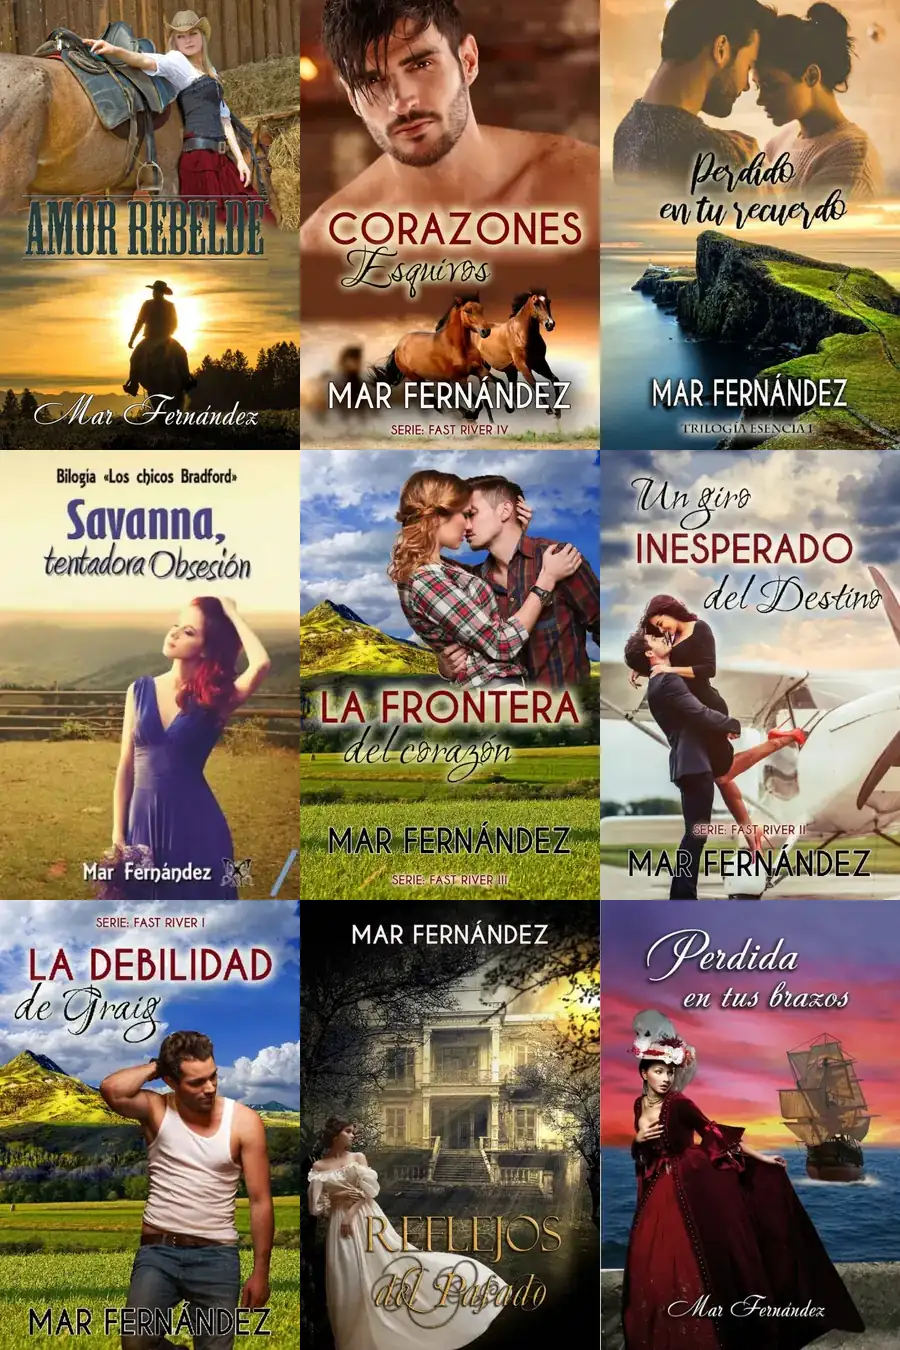 AMOR REBELDE
Mar Fernández
CORAZONES
Esquivos
MAR FERNÁNDEZ
SERIE: FAST RIVER IV
Perdido
en tu recuerdo
MAR FERNÁNDEZ
TRILOGÍA ESENCIA I
Bilogía «Los chicos Bradford»
Savanna,
tentadora Obsesión
Mar Fernández
LA FRONTERA
del corazón
MAR FERNÁNDEZ
SERIE: FAST RIVER III
Un giro
INESPERADO
del Destino
SERIE: FAST RIVER II
MAR FERNÁNDEZ
SERIE: FAST RIVER I
LA DEBILIDAD
de Graig
MAR FERNÁNDEZ
MAR FERNÁNDEZ
REFLEJOS
del Pasado
Perdida
en tus brazos
Mar Fernández